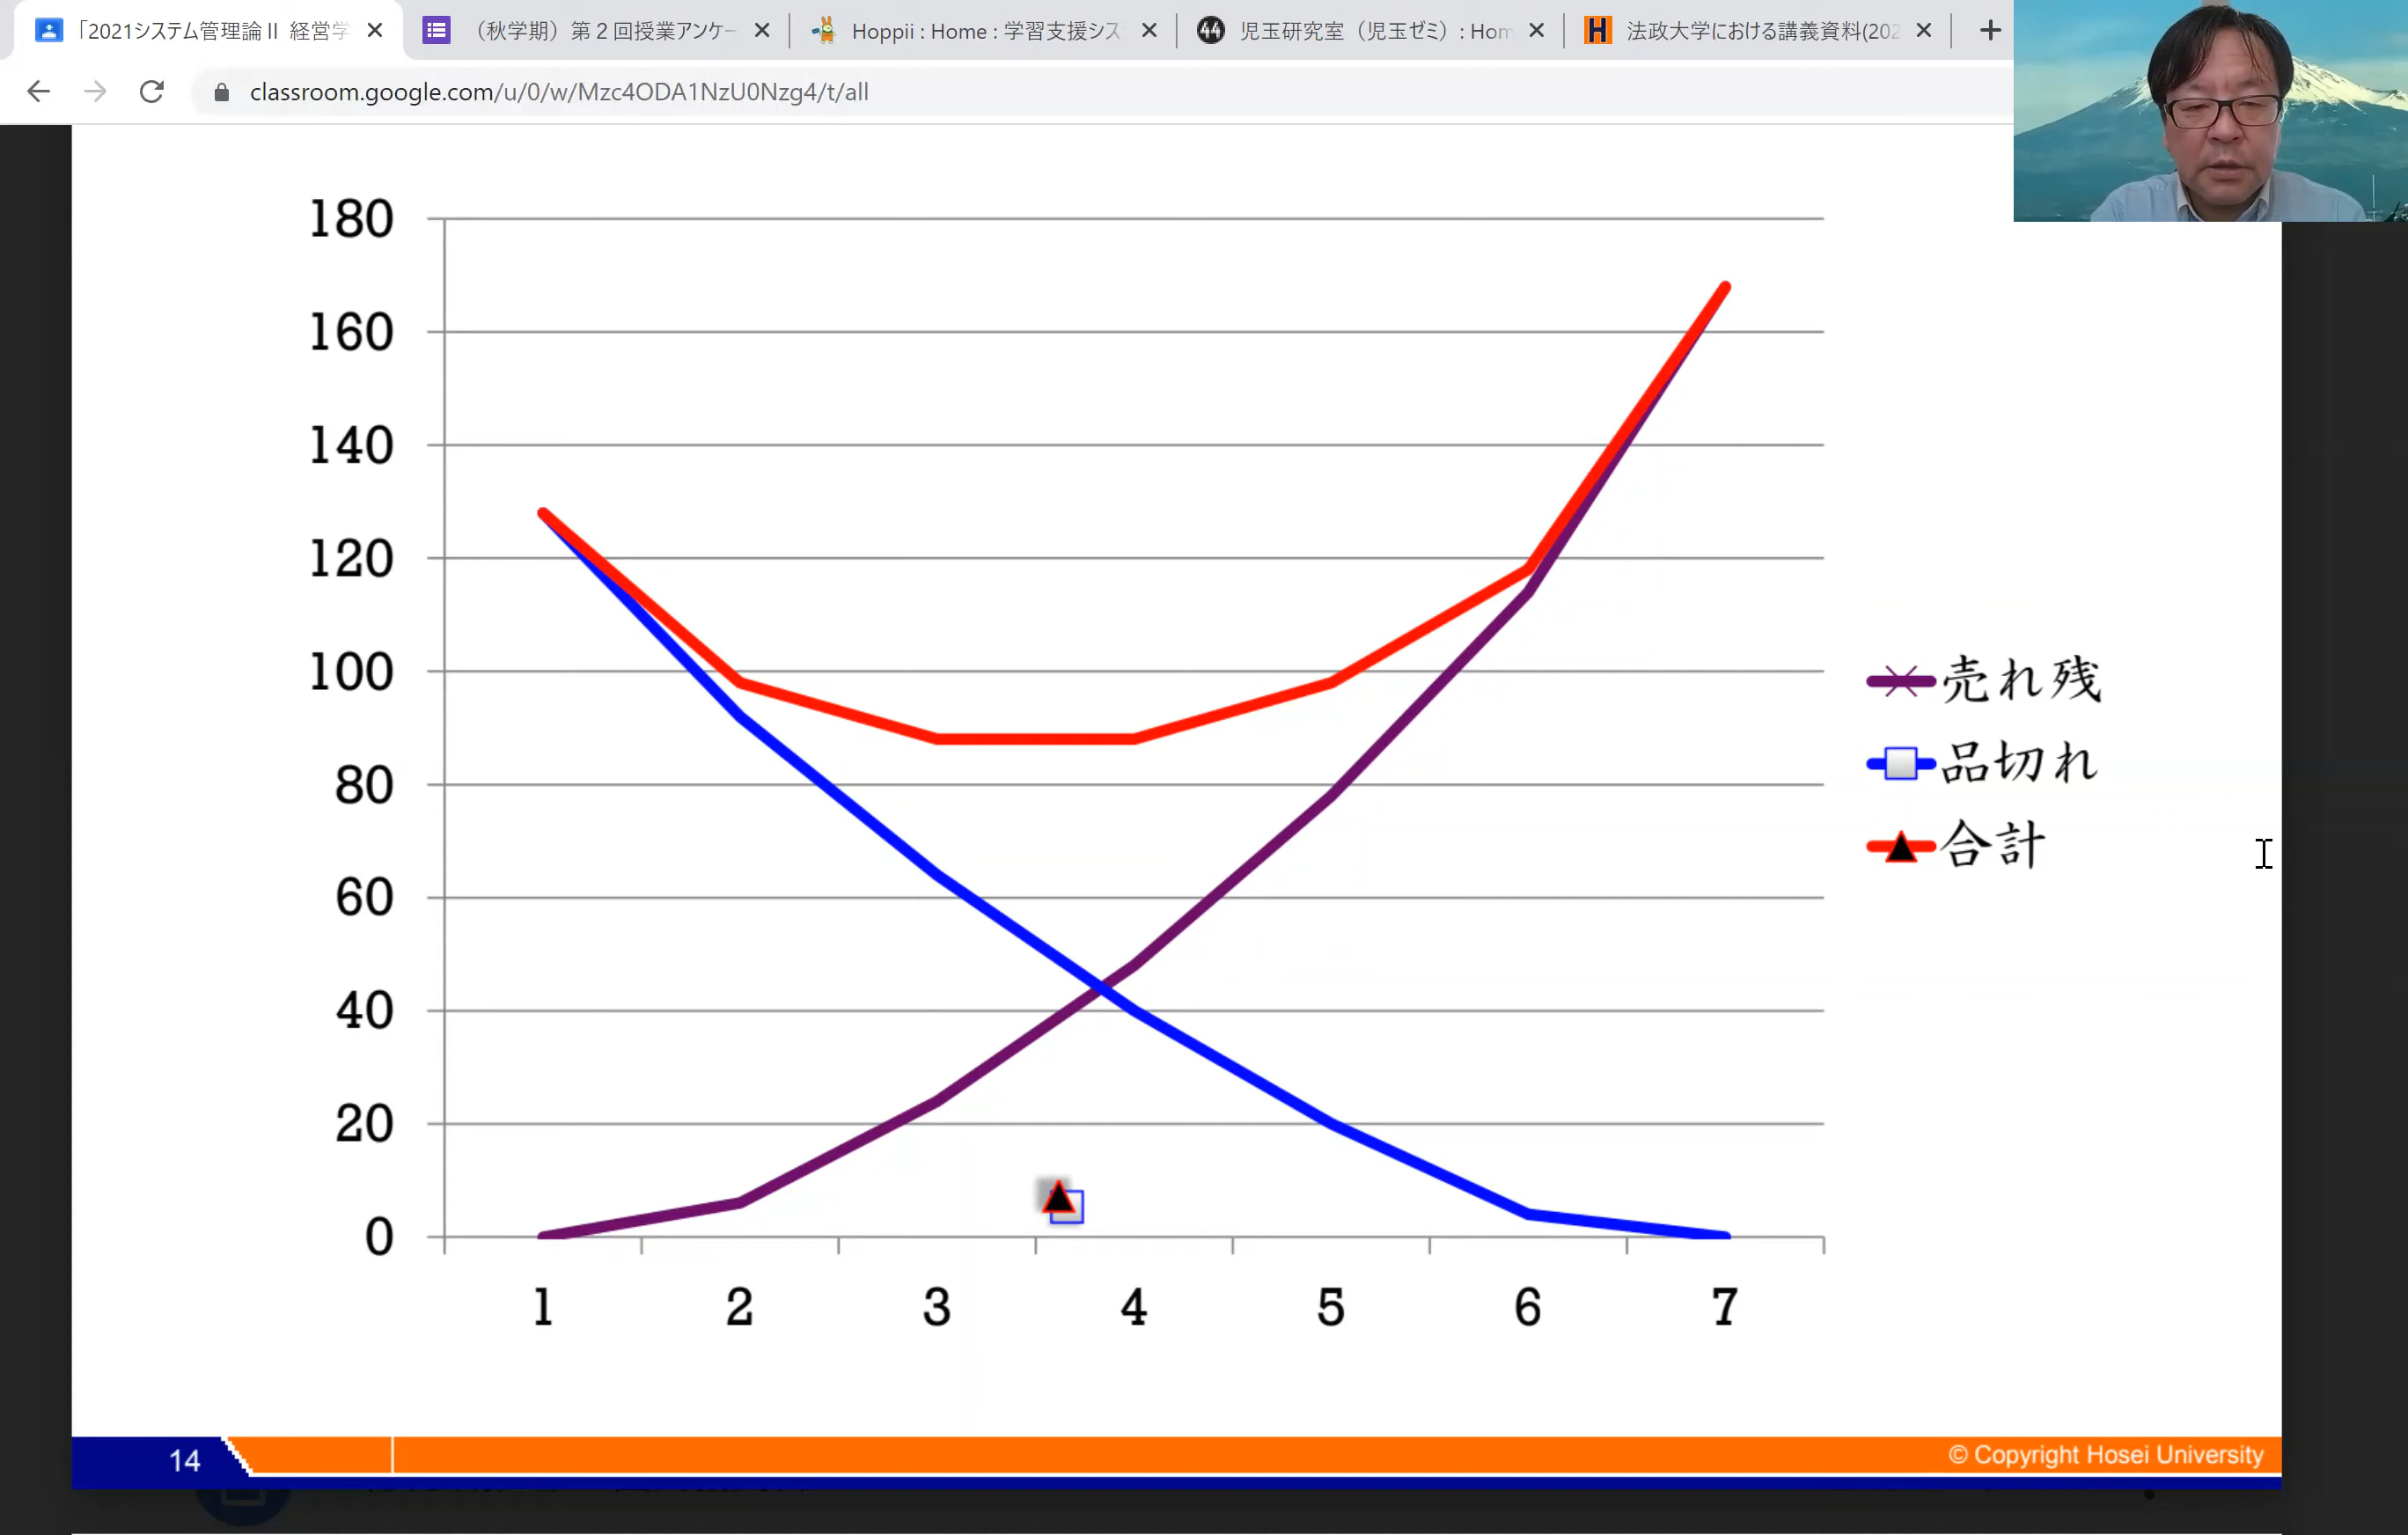 「2021システム管理論Ⅱ 経営学
(秋学期) 第2回授業アンケー
Hoppii : Home : 学習支援シス
児玉研究室(児玉ゼミ) : Hom
法政大学における講義資料(202
classroom.google.com/u/0/w/Mzc4ODA1NzU0Nzg4/t/all
180
160
140
120
100
80
60
40
20
0
1 2 3 4 5 6 7
売れ残
品切れ
合計
14
© Copyright Hosei University